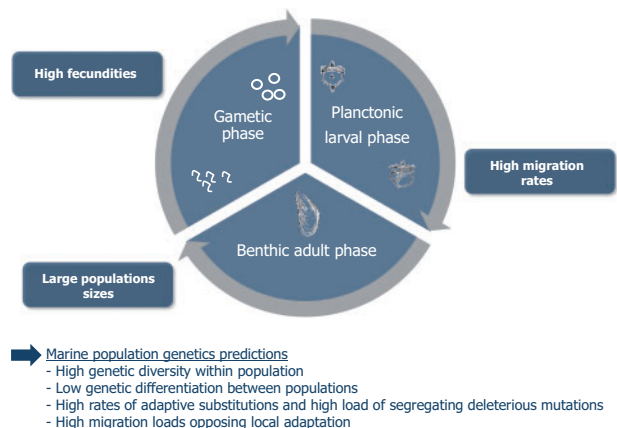 High fecundities
Gametic
phase
Planctonic
larval phase
High migration
rates
Benthic adult phase
Large populations
sizes
Marine population genetics predictions
- High genetic diversity within population
- Low genetic differentiation between populations
- High rates of adaptive substitutions and high load of segregating deleterious mutations
- High migration loads opposing local adaptation